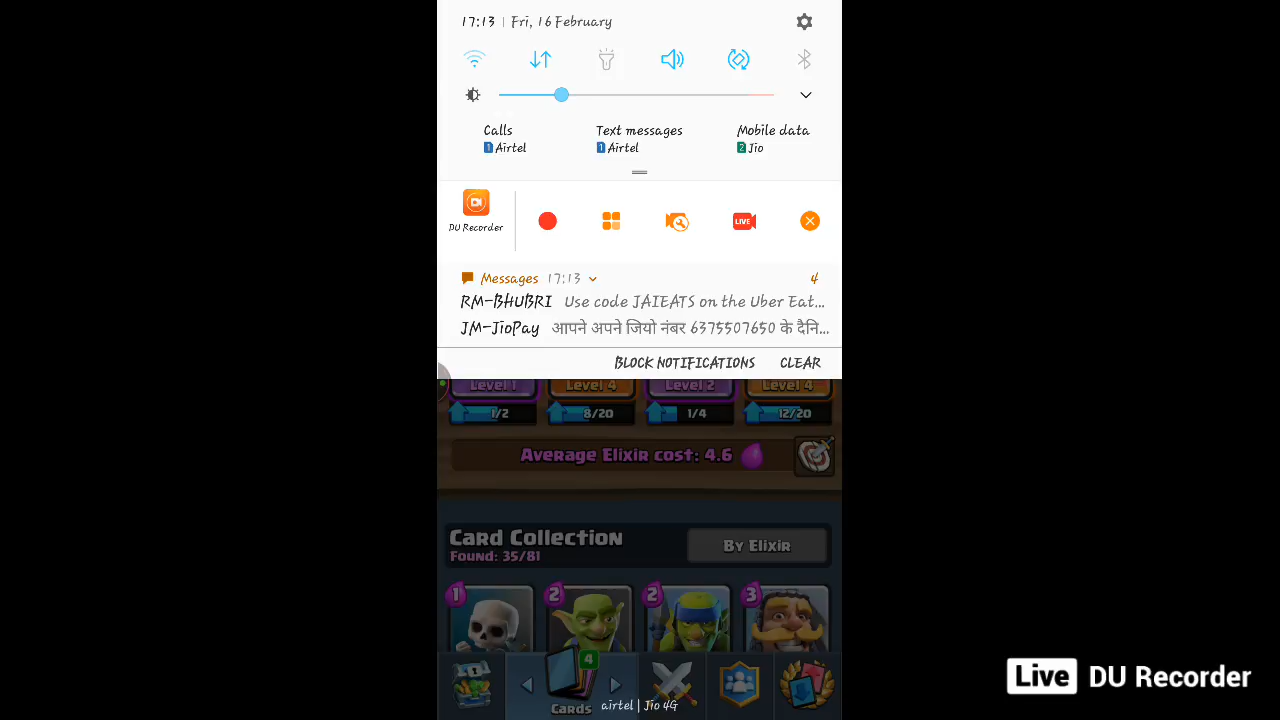 17:13 | Fri, 16 February
Calls Text messages Mobile data
1 Airtel 1 Airtel 2 Jio
DU Recorder
LIVE
Messages 17:13 4
RM-BHUBRI Use code JAIEATS on the Uber Eat...
JM-JioPay आपने अपने जियो नंबर 6375507650 के दैनि...
BLOCK NOTIFICATIONS CLEAR
Level 1 Level 4 Level 2 Level 4
1/2 8/20 1/4 12/20
Average Elixir cost: 4.6
Card Collection
Found: 35/81
By Elixir
1 2 2 3
4
Cards
airtel | Jio 4G
Live DU Recorder